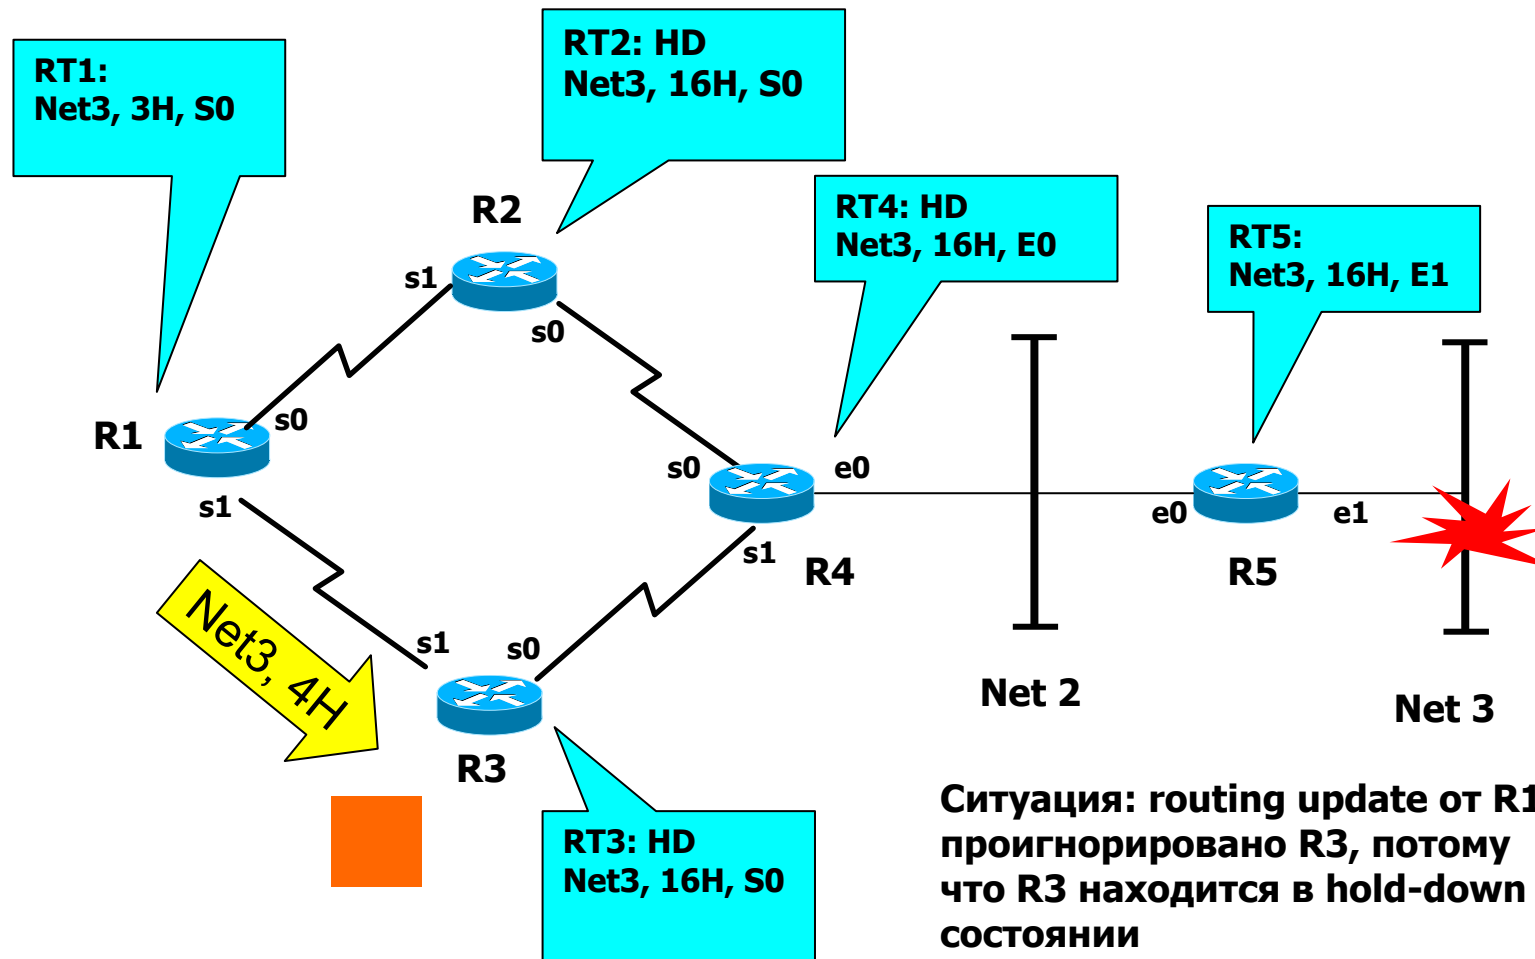 RT1:
Net3, 3H, S0
RT2: HD
Net3, 16H, S0
RT4: HD
Net3, 16H, E0
RT5:
Net3, 16H, E1
R2
s1
s0
R1
s0
s1
s0
e0
s1
R4
e0
e1
R5
Net3, 4H
s1
s0
R3
Net 2
Net 3
RT3: HD
Net3, 16H, S0
Ситуация: routing update от R1
проигнорировано R3, потому
что R3 находится в hold-down
состоянии